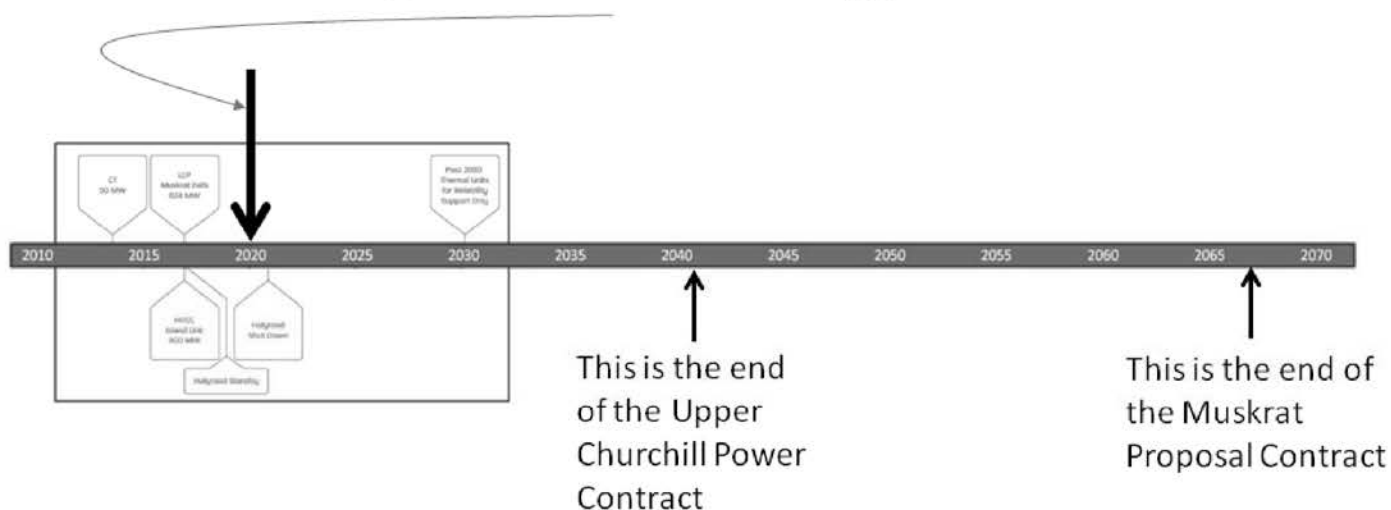 CT
50 MW
LCP
Muskrat Falls
824 MW
Post 2030
Thermal Units
for Reliability
Support Only
2010 2015 2020 2025 2030 2035 2040 2045 2050 2055 2060 2065 2070
HVDC
Island Link
900 MW
Holyrood
Shut Down
Holyrood Standby
This is the end
of the Upper
Churchill Power
Contract
This is the end of
the Muskrat
Proposal Contract